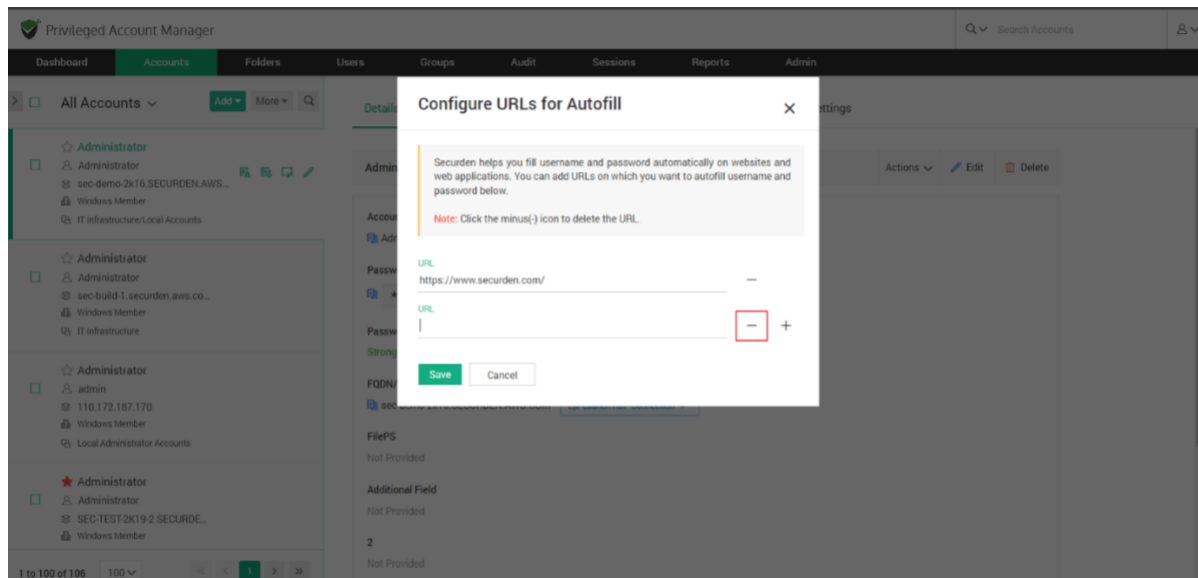 Privileged Account Manager
Search Accounts
Dashboard Accounts Folders Users Groups Audit Sessions Reports Admin
All Accounts
Add
More
Administrator
Administrator
sec-demo-2k16.SECURDEN.AWS...
Windows Member
IT Infrastructure/Local Accounts
Administrator
Administrator
sec-build-1.securden.aws.co...
Windows Member
IT Infrastructure
Administrator
admin
110.172.187.170
Windows Member
Local Administrator Accounts
Administrator
Administrator
SEC-TEST-2K19-2.SECURDE...
Windows Member
1 to 100 of 106
100
1
Details
ettings
Admin
Actions
Edit
Delete
Accou
Adr
Passw
Passw
Strong
FQDN/
FilePS
Not Provided
Additional Field
Not Provided
2
Not Provided
Configure URLs for Autofill
Securden helps you fill username and password automatically on websites and
web applications. You can add URLs on which you want to autofill username and
password below.
Note: Click the minus(-) icon to delete the URL.
URL
https://www.securden.com/
URL
Save
Cancel